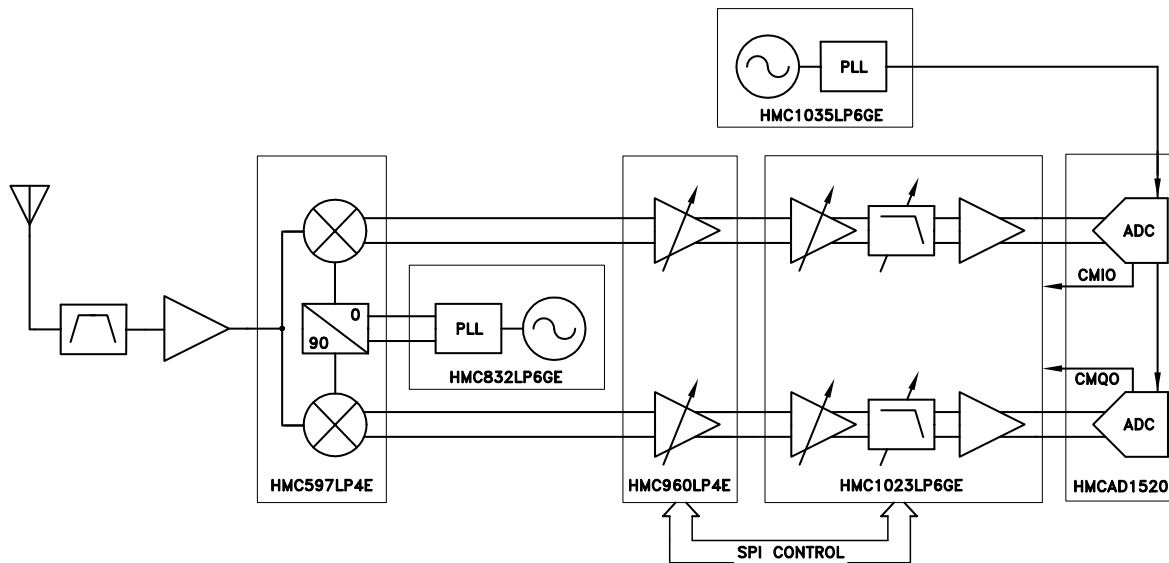 PLL
HMC1035LP6GE
ADC
CMIO
0
90
PLL
HMC832LP6GE
CMQO
ADC
HMC597LP4E
HMC960LP4E
HMC1023LP6GE
HMCAD1520
SPI CONTROL